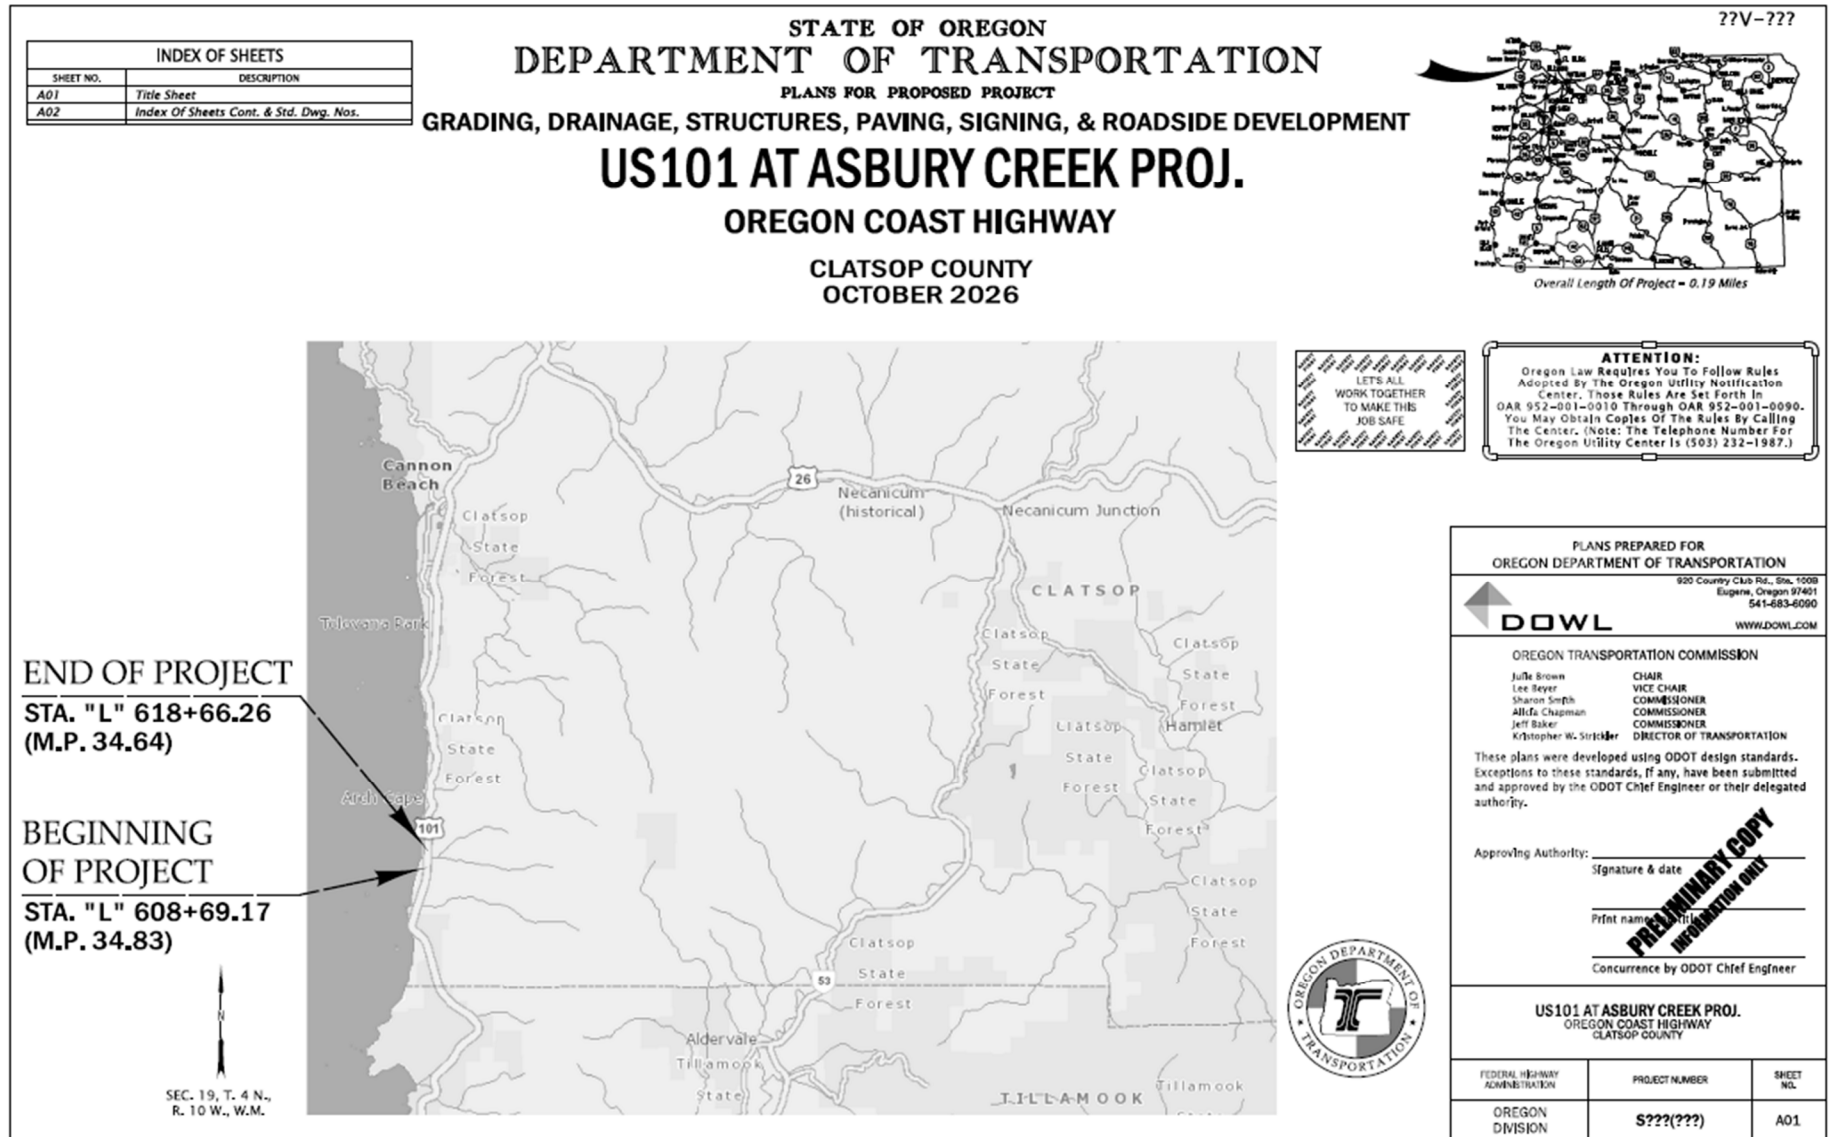 ??V-???
INDEX OF SHEETS
SHEET NO. DESCRIPTION
A01 Title Sheet
A02 Index Of Sheets Cont. & Std. Dwg. Nos.
STATE OF OREGON
DEPARTMENT OF TRANSPORTATION
PLANS FOR PROPOSED PROJECT
GRADING, DRAINAGE, STRUCTURES, PAVING, SIGNING, & ROADSIDE DEVELOPMENT
US101 AT ASBURY CREEK PROJ.
OREGON COAST HIGHWAY
CLATSOP COUNTY
OCTOBER 2026
Overall Length Of Project = 0.19 Miles
LET'S ALL
WORK TOGETHER
TO MAKE THIS
JOB SAFE
ATTENTION:
Oregon Law Requires You To Follow Rules
Adopted By The Oregon Utility Notification
Center. Those Rules Are Set Forth In
OAR 952-001-0010 Through OAR 952-001-0090.
You May Obtain Copies Of The Rules By Calling
The Center. (Note: The Telephone Number For
The Oregon Utility Center Is (503) 232-1987.)
Cannon
Beach
26
Necanicum
(historical)
Necanicum Junction
Clatsop
State
Forest
CLATSOP
Tolovana Park
Clatsop
State
Forest
Clatsop
State
Forest
Hamlet
Clatsop
State
Forest
Clatsop
State
Forest
Clatsop
State
Forest
Arch Cape
101
Clatsop
State
Forest
Clatsop
State
Forest
53
Aldervale
Tillamook
State
TILLAMOOK
Tillamook
State
END OF PROJECT
STA. "L" 618+66.26
(M.P. 34.64)
BEGINNING
OF PROJECT
STA. "L" 608+69.17
(M.P. 34.83)
N
SEC. 19, T. 4 N.,
R. 10 W., W.M.
OREGON DEPARTMENT OF TRANSPORTATION
PLANS PREPARED FOR
OREGON DEPARTMENT OF TRANSPORTATION
920 Country Club Rd., Ste. 100B
Eugene, Oregon 97401
541-683-6090
DOWL
WWW.DOWL.COM
OREGON TRANSPORTATION COMMISSION
Julie Brown CHAIR
Lee Beyer VICE CHAIR
Sharon Smith COMMISSIONER
Alicia Chapman COMMISSIONER
Jeff Baker COMMISSIONER
Kristopher W. Strickler DIRECTOR OF TRANSPORTATION
These plans were developed using ODOT design standards.
Exceptions to these standards, if any, have been submitted
and approved by the ODOT Chief Engineer or their delegated
authority.
Approving Authority:
Signature & date
Print name
PRELIMINARY COPY
INFORMATION ONLY
Concurrence by ODOT Chief Engineer
US101 AT ASBURY CREEK PROJ.
OREGON COAST HIGHWAY
CLATSOP COUNTY
FEDERAL HIGHWAY
ADMINISTRATION
PROJECT NUMBER
SHEET
NO.
OREGON
DIVISION
S???(???)
A01